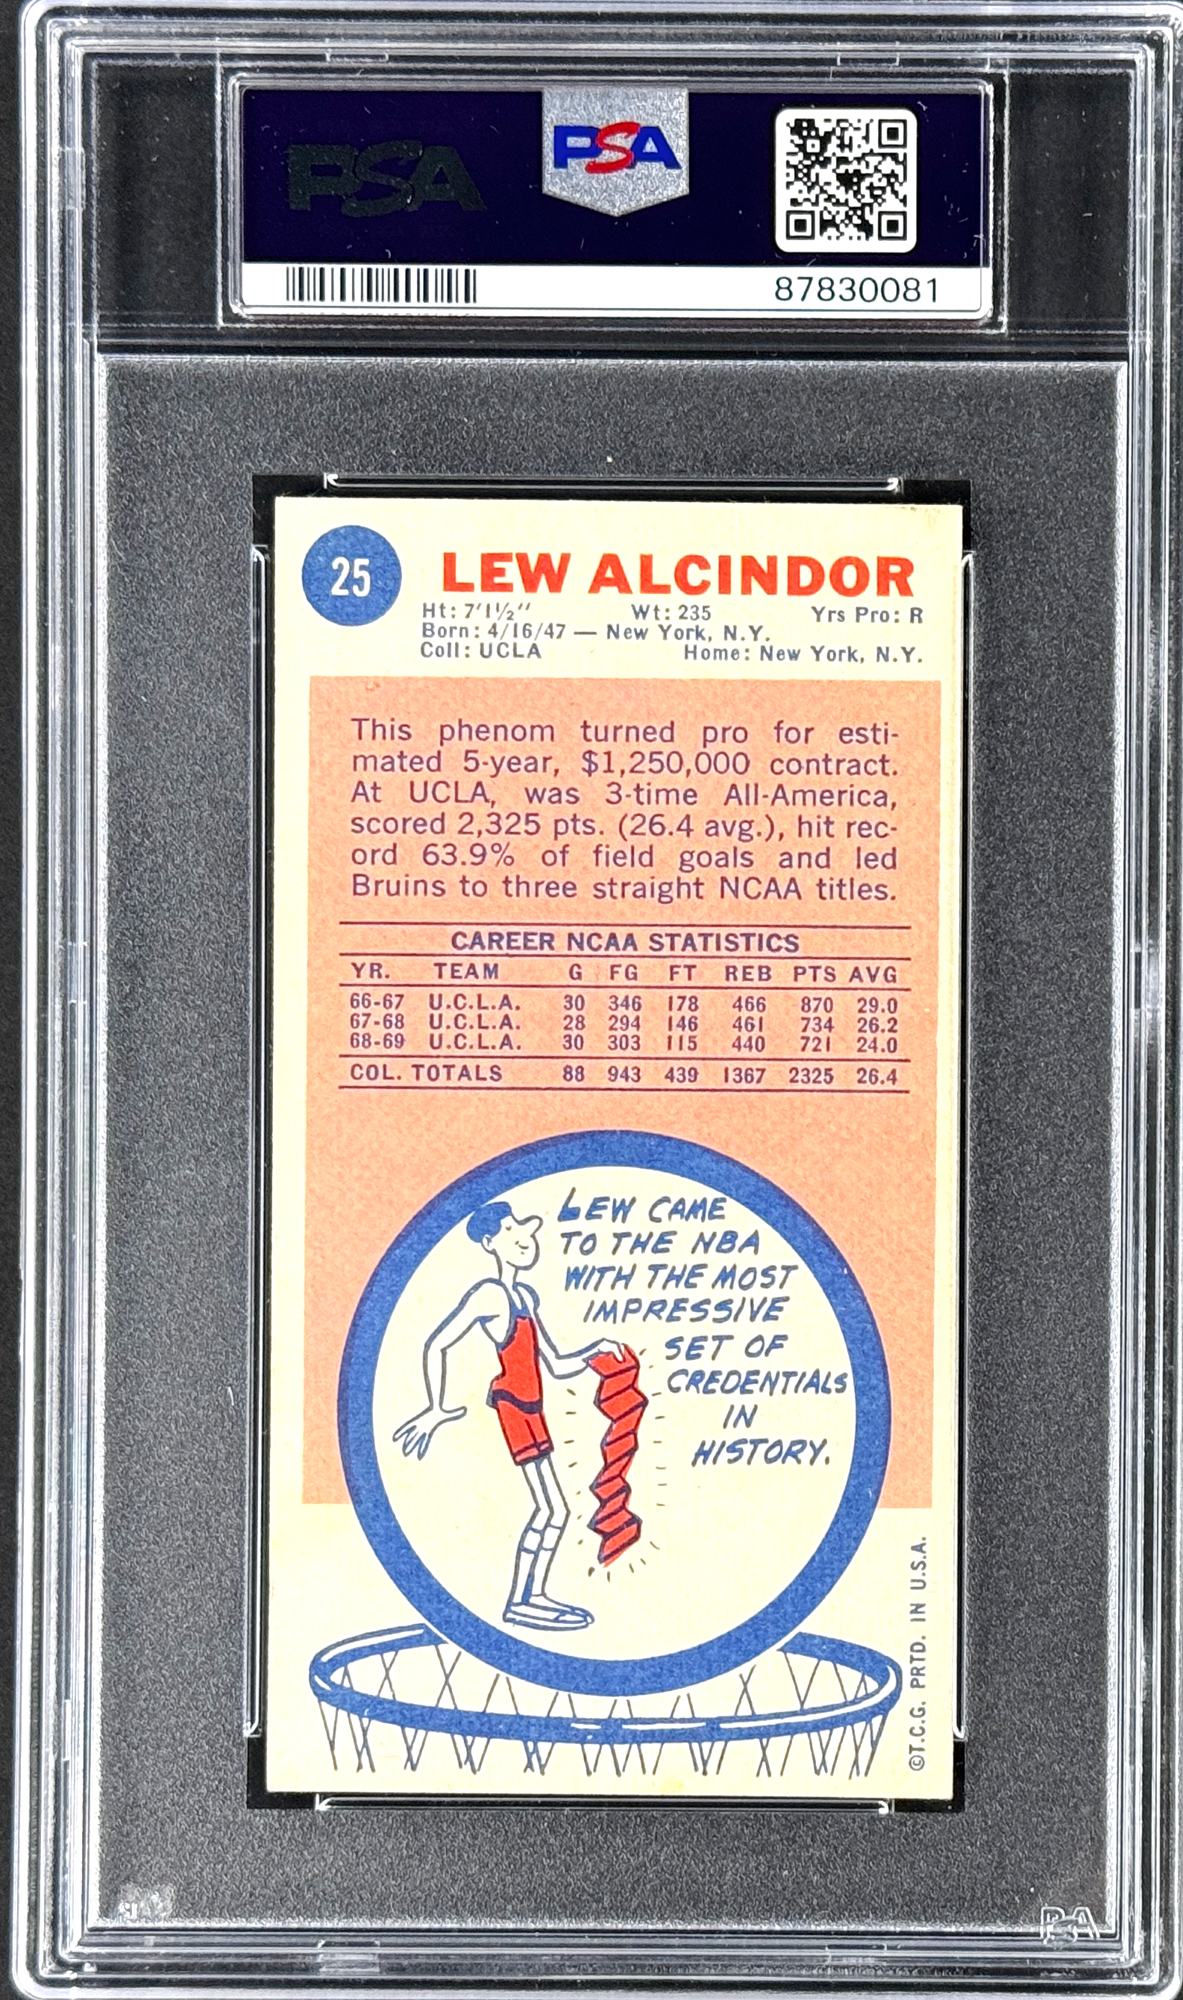 PSA
PSA
87830081
25
LEW ALCINDOR
Ht: 7'1½" Wt: 235 Yrs Pro: R
Born: 4/16/47 — New York, N.Y.
Coll: UCLA Home: New York, N.Y.
This phenom turned pro for esti-
mated 5-year, $1,250,000 contract.
At UCLA, was 3-time All-America,
scored 2,325 pts. (26.4 avg.), hit rec-
ord 63.9% of field goals and led
Bruins to three straight NCAA titles.
CAREER NCAA STATISTICS
YR. TEAM G FG FT REB PTS AVG
66-67 U.C.L.A. 30 346 178 466 870 29.0
67-68 U.C.L.A. 28 294 146 461 734 26.2
68-69 U.C.L.A. 30 303 115 440 721 24.0
COL. TOTALS 88 943 439 1367 2325 26.4
LEW CAME
TO THE NBA
WITH THE MOST
IMPRESSIVE
SET OF
CREDENTIALS
IN
HISTORY.
©T.C.G. PRTD. IN U.S.A.
PSA